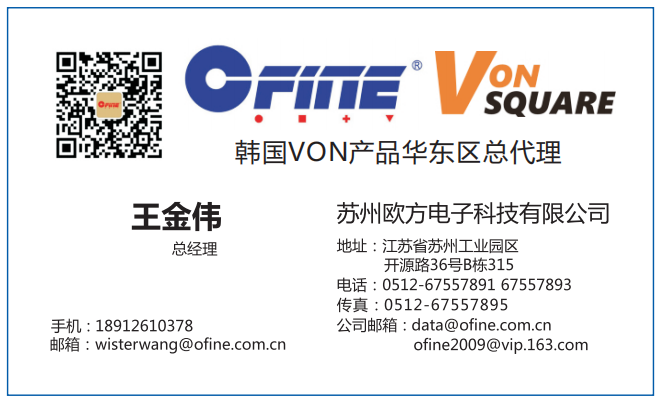 OFINE
OFINE®
VON
SQUARE
韩国VON产品华东区总代理
王金伟
总经理
手机：18912610378
邮箱：wisterwang@ofine.com.cn
苏州欧方电子科技有限公司
地址：江苏省苏州工业园区
开源路36号B栋315
电话：0512-67557891 67557893
传真：0512-67557895
公司邮箱：data@ofine.com.cn
ofine2009@vip.163.com